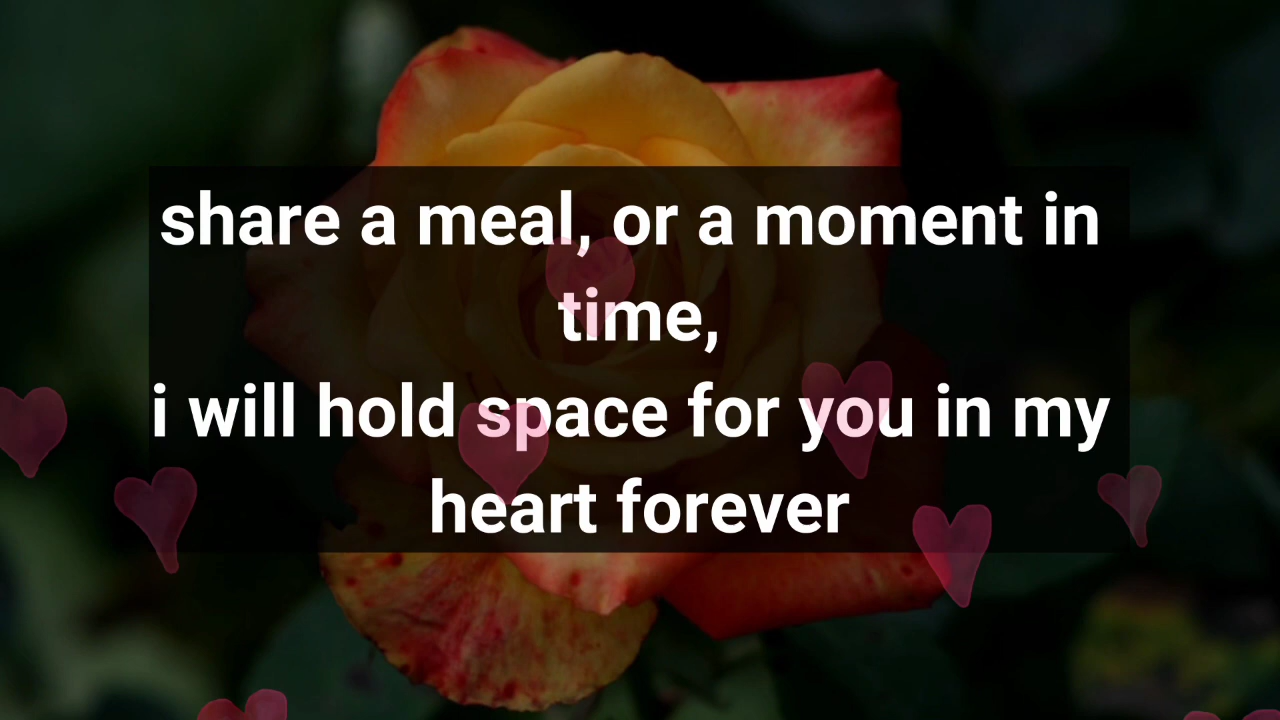 share a meal, or a moment in
time,
i will hold space for you in my
heart forever